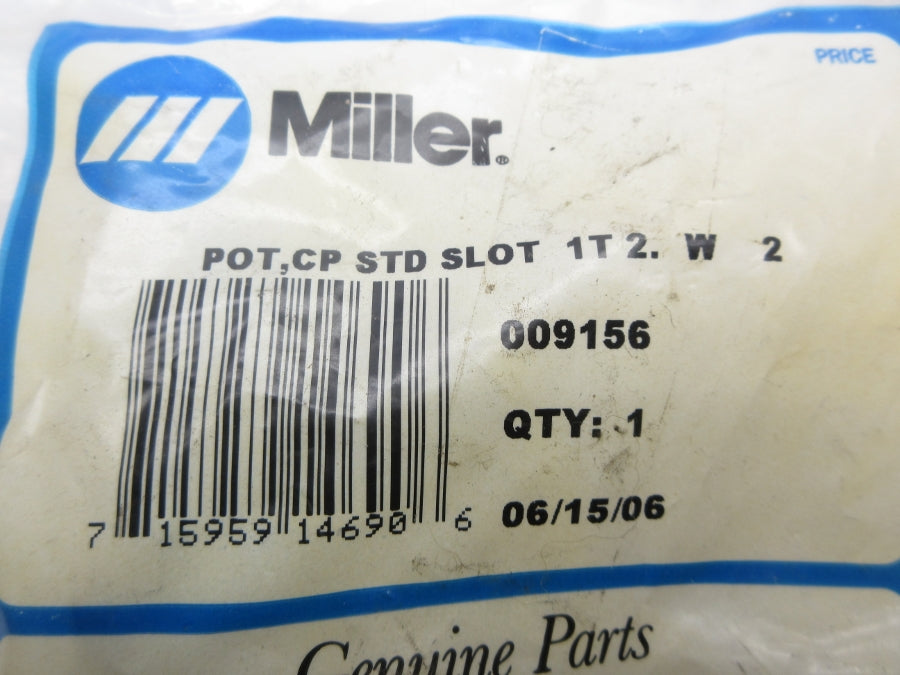 PRICE
Miller®
POT,CP STD SLOT 1T 2. W 2
009156
QTY: 1
06/15/06
7 15959 14690 6
Genuine Parts